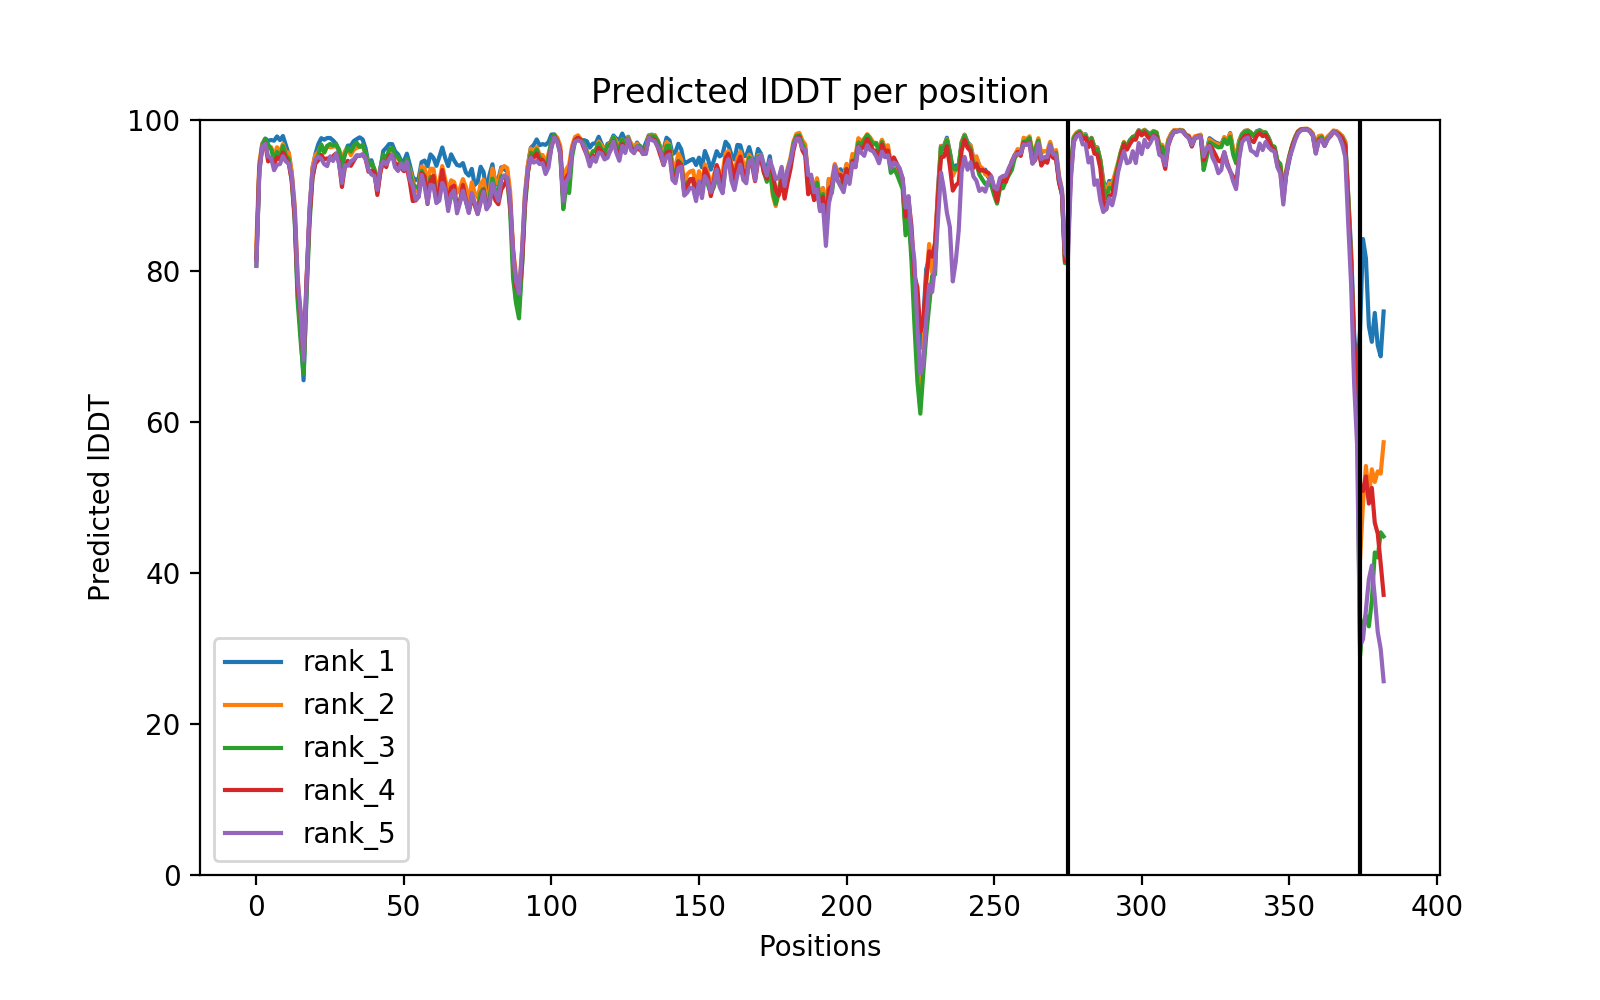 Predicted lDDT per position
100
80
60
40
20
0
Predicted lDDT
rank_1
rank_2
rank_3
rank_4
rank_5
0 50 100 150 200 250 300 350 400
Positions